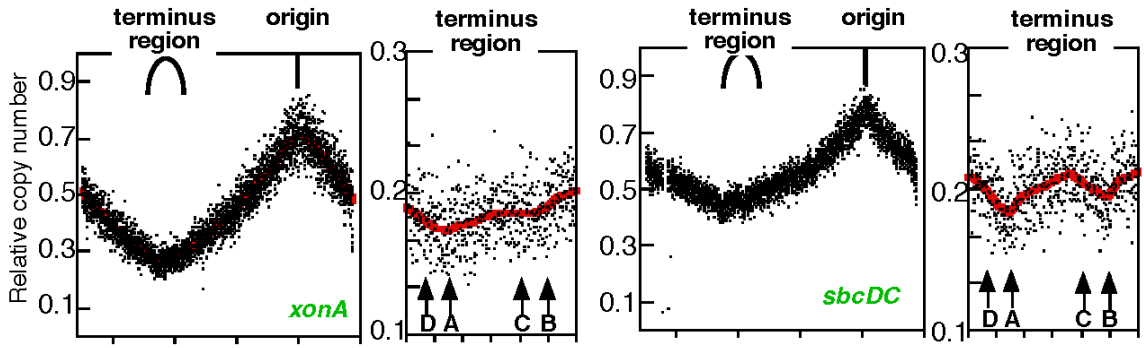 terminus
region
origin
Relative copy number
0.9
0.7
0.5
0.3
0.1
xonA
terminus
region
0.3
0.2
0.1
D A C B
terminus
region
origin
0.9
0.7
0.5
0.3
0.1
sbcDC
terminus
region
0.3
0.2
0.1
D A C B